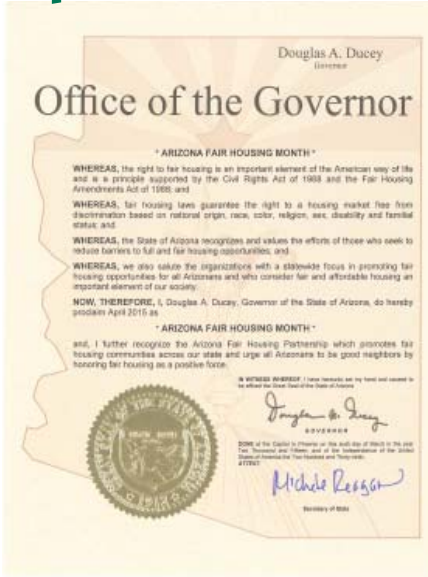 Douglas A. Ducey
Governor
Office of the Governor
* ARIZONA FAIR HOUSING MONTH *
WHEREAS, the right to fair housing is an important element of the American way of life
and is a principle supported by the Civil Rights Act of 1968 and the Fair Housing
Amendments Act of 1988; and
WHEREAS, fair housing laws guarantee the right to a housing market free from
discrimination based on national origin, race, color, religion, sex, disability and familial
status; and
WHEREAS, the State of Arizona recognizes and values the efforts of those who seek to
reduce barriers to full and fair housing opportunities; and
WHEREAS, we also salute the organizations with a statewide focus in promoting fair
housing opportunities for all Arizonans and who consider fair and affordable housing an
important element of our society.
NOW, THEREFORE, I, Douglas A. Ducey, Governor of the State of Arizona, do hereby
proclaim April 2015 as
* ARIZONA FAIR HOUSING MONTH *
and, I further recognize the Arizona Fair Housing Partnership which promotes fair
housing communities across our state and urge all Arizonans to be good neighbors by
honoring fair housing as a positive force.
IN WITNESS WHEREOF, I have hereunto set my hand and caused to
be affixed the Great Seal of the State of Arizona
Douglas A. Ducey
GOVERNOR
DONE at the Capitol in Phoenix on this day of March in the year
Two Thousand and Fifteen, and of the Independence of the United
States of America the Two Hundred and Thirty-ninth.
ATTEST:
Michele Reagan
Secretary of State
1912